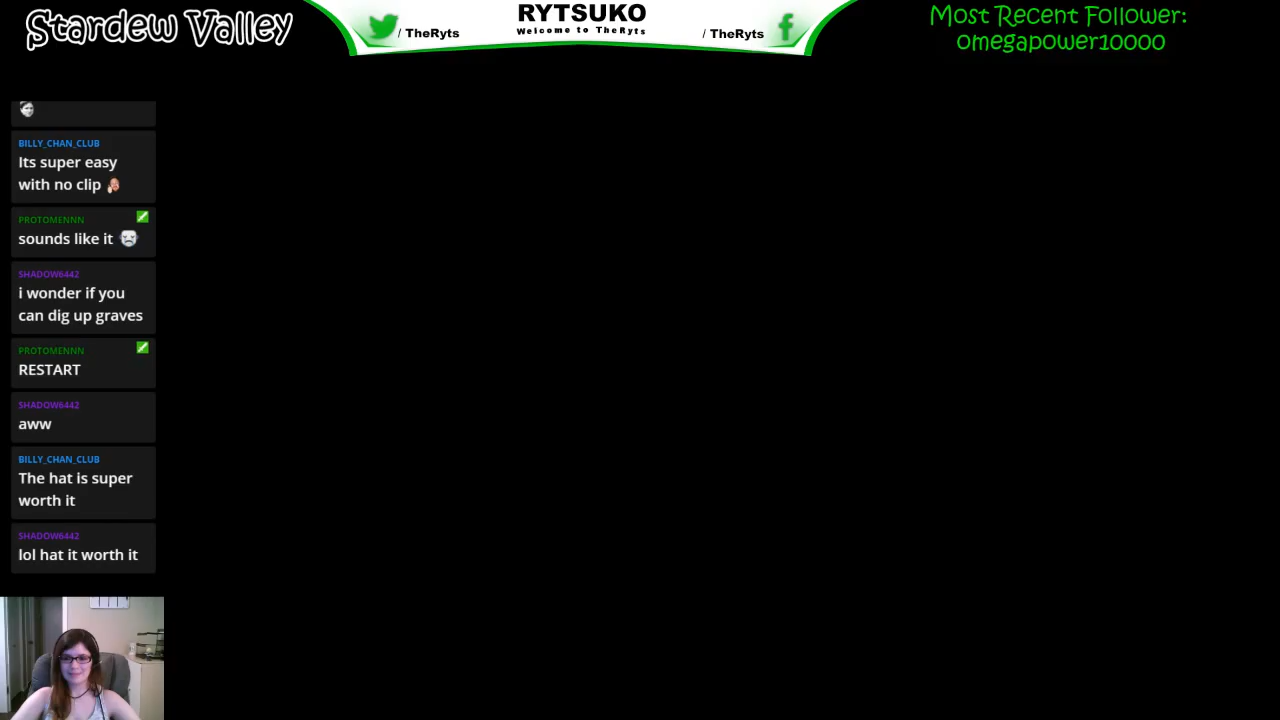 Stardew Valley
RYTSUKO
Welcome to TheRyts
/ TheRyts
/ TheRyts
Most Recent Follower:
omegapower10000
BILLY_CHAN_CLUB
Its super easy
with no clip
PROTOMENNN
sounds like it
SHADOW6442
i wonder if you
can dig up graves
PROTOMENNN
RESTART
SHADOW6442
aww
BILLY_CHAN_CLUB
The hat is super
worth it
SHADOW6442
lol hat it worth it